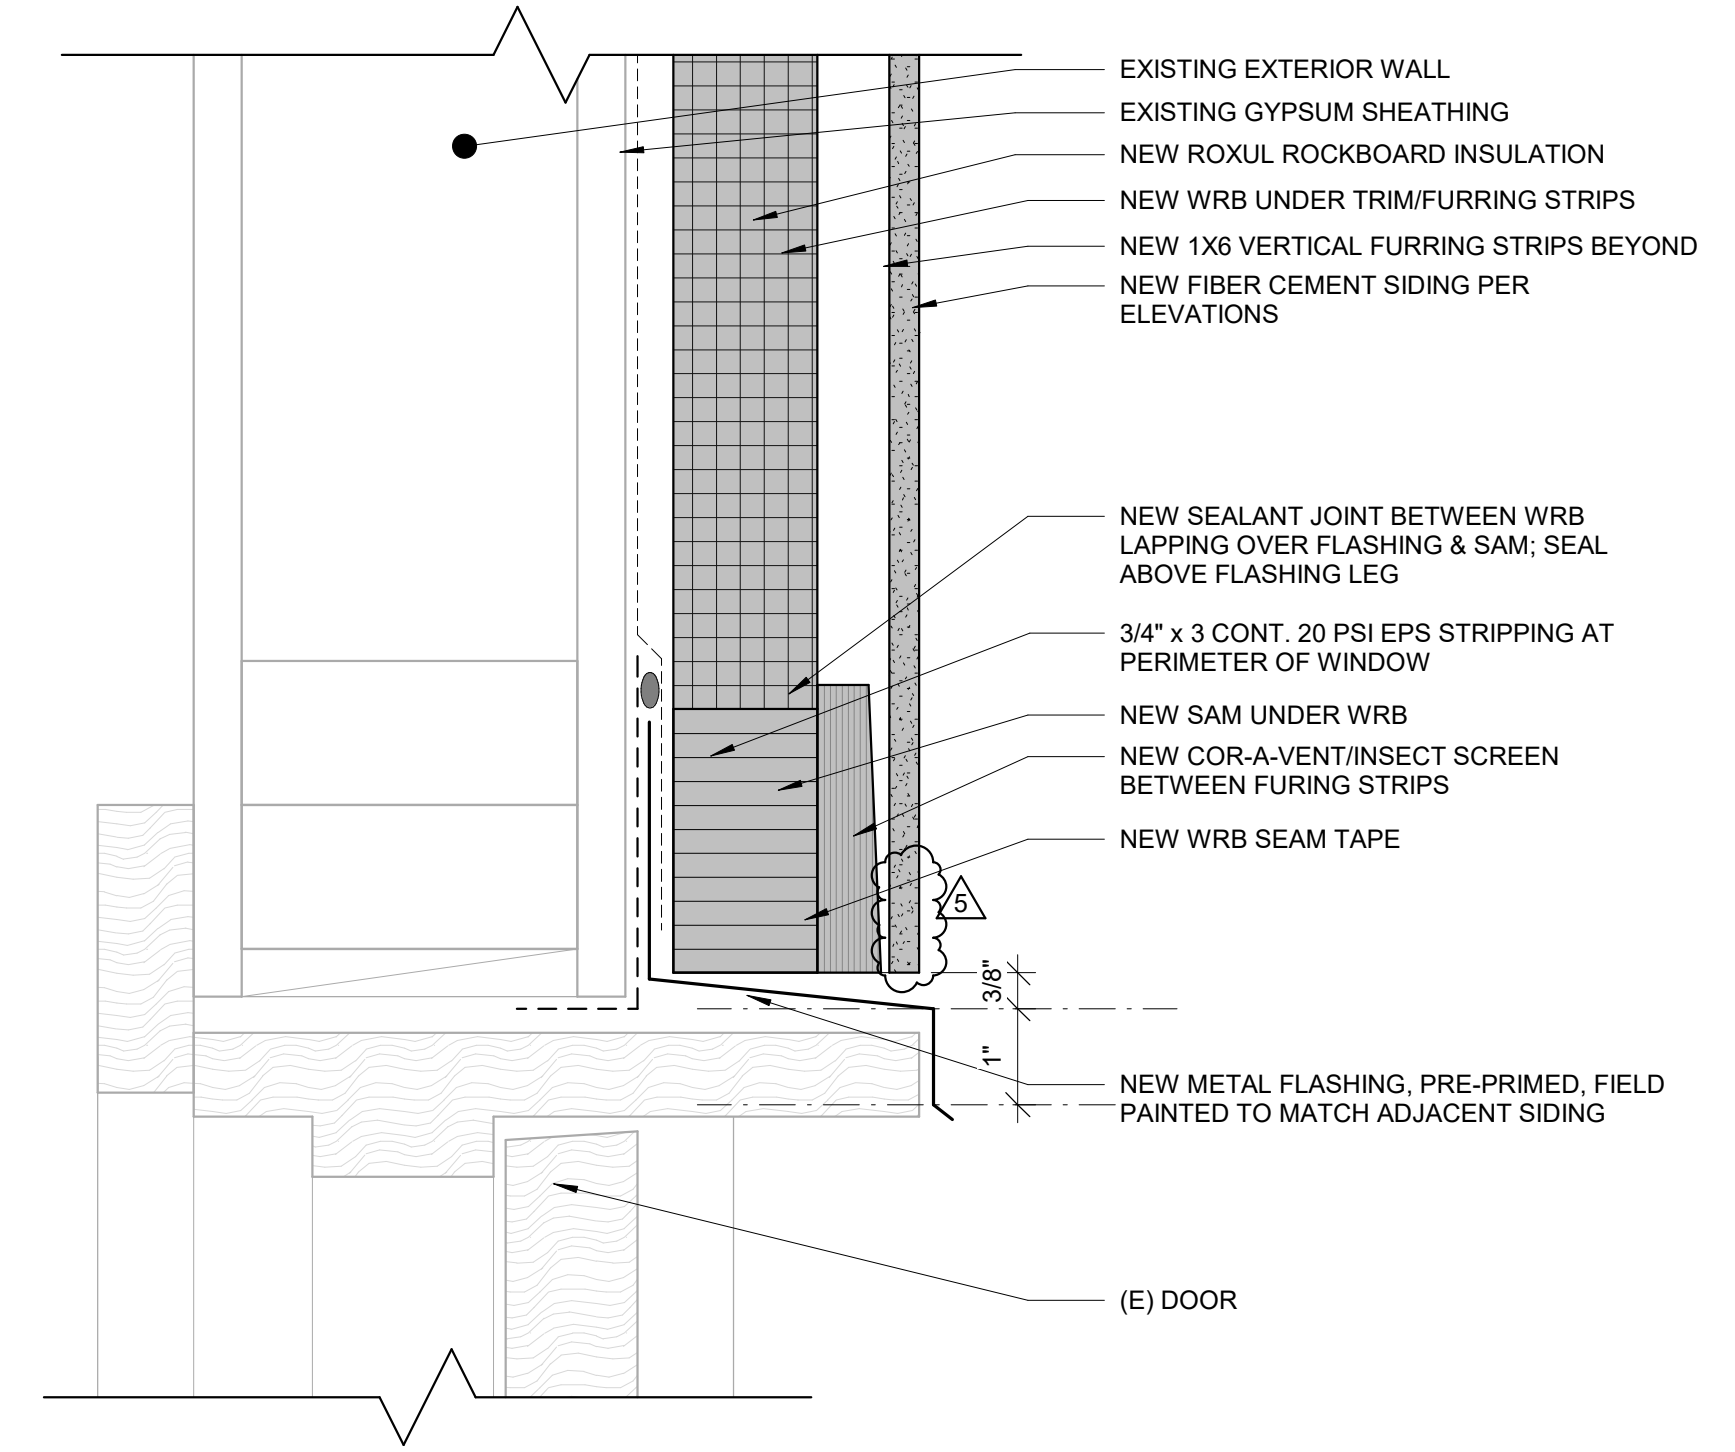 EXISTING EXTERIOR WALL
EXISTING GYPSUM SHEATHING
NEW ROXUL ROCKBOARD INSULATION
NEW WRB UNDER TRIM/FURRING STRIPS
NEW 1X6 VERTICAL FURRING STRIPS BEYOND
NEW FIBER CEMENT SIDING PER
ELEVATIONS
NEW SEALANT JOINT BETWEEN WRB
LAPPING OVER FLASHING & SAM; SEAL
ABOVE FLASHING LEG
3/4" x 3 CONT. 20 PSI EPS STRIPPING AT
PERIMETER OF WINDOW
NEW SAM UNDER WRB
NEW COR-A-VENT/INSECT SCREEN
BETWEEN FURING STRIPS
NEW WRB SEAM TAPE
5
3/8"
1"
NEW METAL FLASHING, PRE-PRIMED, FIELD
PAINTED TO MATCH ADJACENT SIDING
(E) DOOR